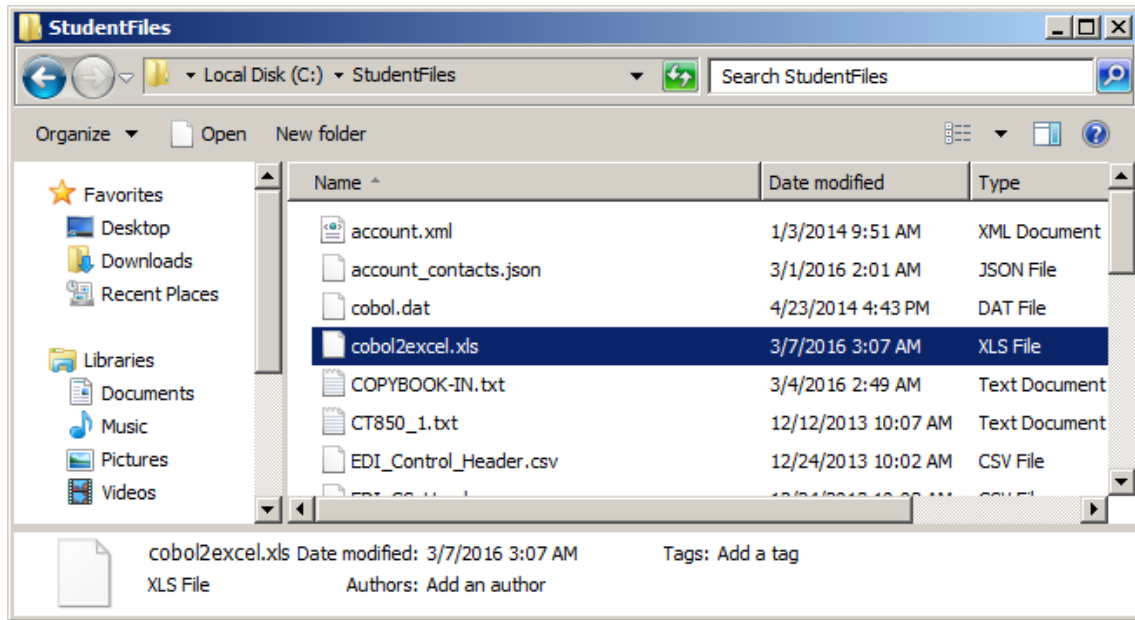 StudentFiles
Local Disk (C:) StudentFiles Search StudentFiles
Organize Open New folder
Favorites
Desktop
Downloads
Recent Places
Libraries
Documents
Music
Pictures
Videos
Name Date modified Type
account.xml 1/3/2014 9:51 AM XML Document
account_contacts.json 3/1/2016 2:01 AM JSON File
cobol.dat 4/23/2014 4:43 PM DAT File
cobol2excel.xls 3/7/2016 3:07 AM XLS File
COPYBOOK-IN.txt 3/4/2016 2:49 AM Text Document
CT850_1.txt 12/12/2013 10:07 AM Text Document
EDI_Control_Header.csv 12/24/2013 10:02 AM CSV File
cobol2excel.xls Date modified: 3/7/2016 3:07 AM Tags: Add a tag
XLS File Authors: Add an author